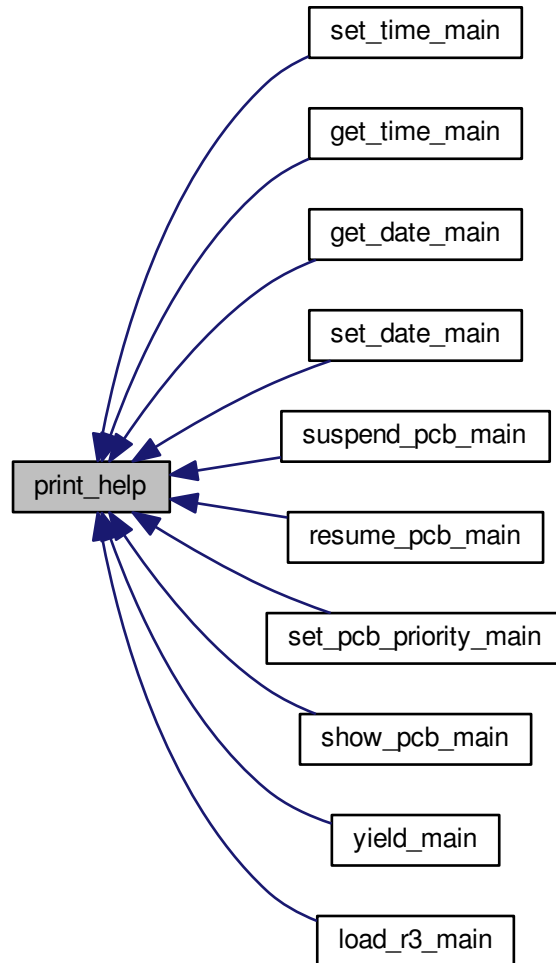 set_time_main
get_time_main
get_date_main
set_date_main
suspend_pcb_main
print_help
resume_pcb_main
set_pcb_priority_main
show_pcb_main
yield_main
load_r3_main